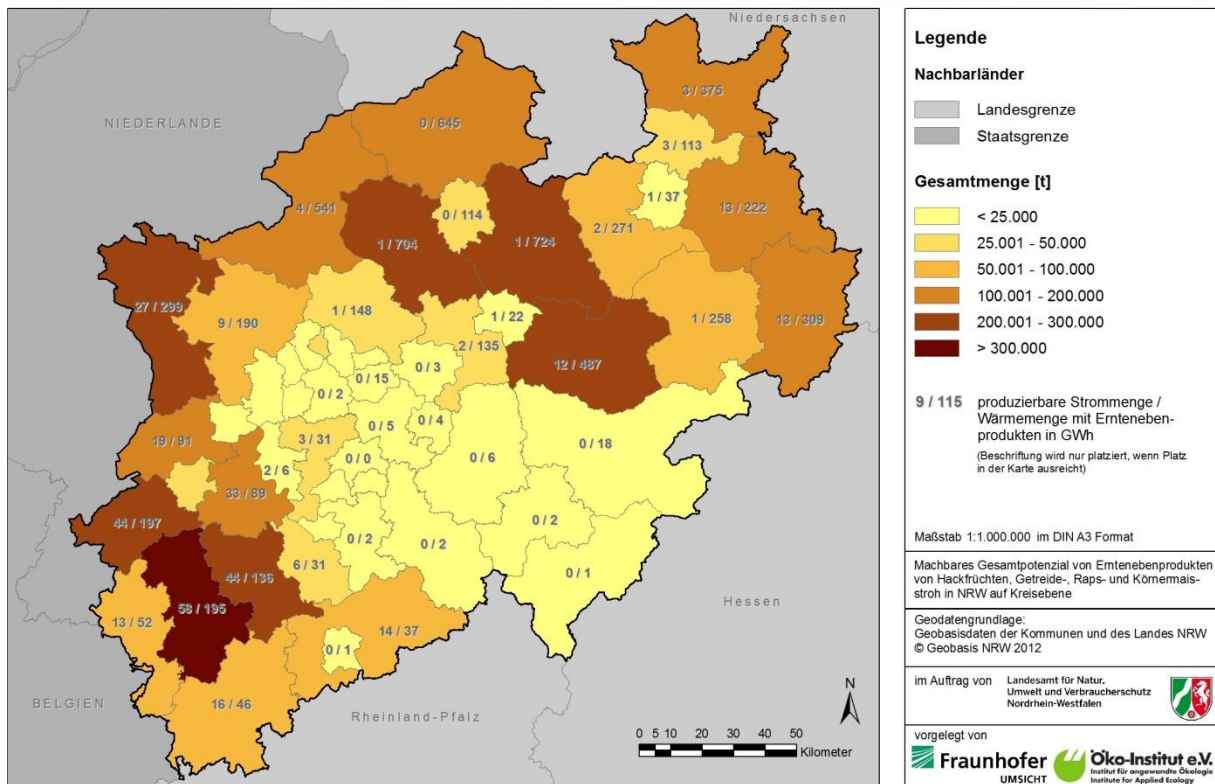 Niedersachsen
NIEDERLANDE
3 / 375
0 / 645
3 / 113
4 / 541
0 / 114
1 / 37
13 / 222
1 / 704
1 / 724
2 / 271
27 / 299
9 / 190
1 / 148
1 / 22
1 / 258
13 / 309
2 / 135
12 / 487
0 / 3
0 / 15
0 / 2
0 / 4
0 / 5
0 / 18
19 / 91
3 / 31
0 / 0
0 / 6
2 / 6
33 / 89
44 / 197
0 / 2
0 / 2
0 / 2
44 / 136
6 / 31
0 / 1
58 / 195
13 / 52
14 / 37
0 / 1
16 / 46
Hessen
BELGIEN
Rheinland-Pfalz
N
0 5 10 20 30 40 50
Kilometer
Legende
Nachbarländer
Landesgrenze
Staatsgrenze
Gesamtmenge [t]
< 25.000
25.001 - 50.000
50.001 - 100.000
100.001 - 200.000
200.001 - 300.000
> 300.000
9 / 115 produzierbare Strommenge /
Wärmemenge mit Ernteneben-
produkten in GWh
(Beschriftung wird nur platziert, wenn Platz
in der Karte ausreicht)
Maßstab 1:1.000.000 im DIN A3 Format
Machbares Gesamtpotenzial von Erntenebenprodukten
von Hackfrüchten, Getreide-, Raps- und Körnermais-
stroh in NRW auf Kreisebene
Geodatengrundlage:
Geobasisdaten der Kommunen und des Landes NRW
© Geobasis NRW 2012
im Auftrag von
Landesamt für Natur,
Umwelt und Verbraucherschutz
Nordrhein-Westfalen
vorgelegt von
Fraunhofer
UMSICHT
Öko-Institut e.V.
Institut für angewandte Ökologie
Institute for Applied Ecology